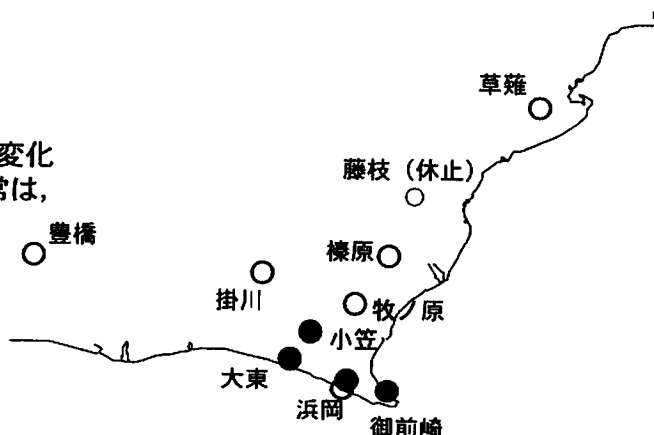 草薙
変化
常は,
藤枝（休止）
豊橋
榛原
掛川
牧ノ原
小笠
大東
浜岡
御前崎